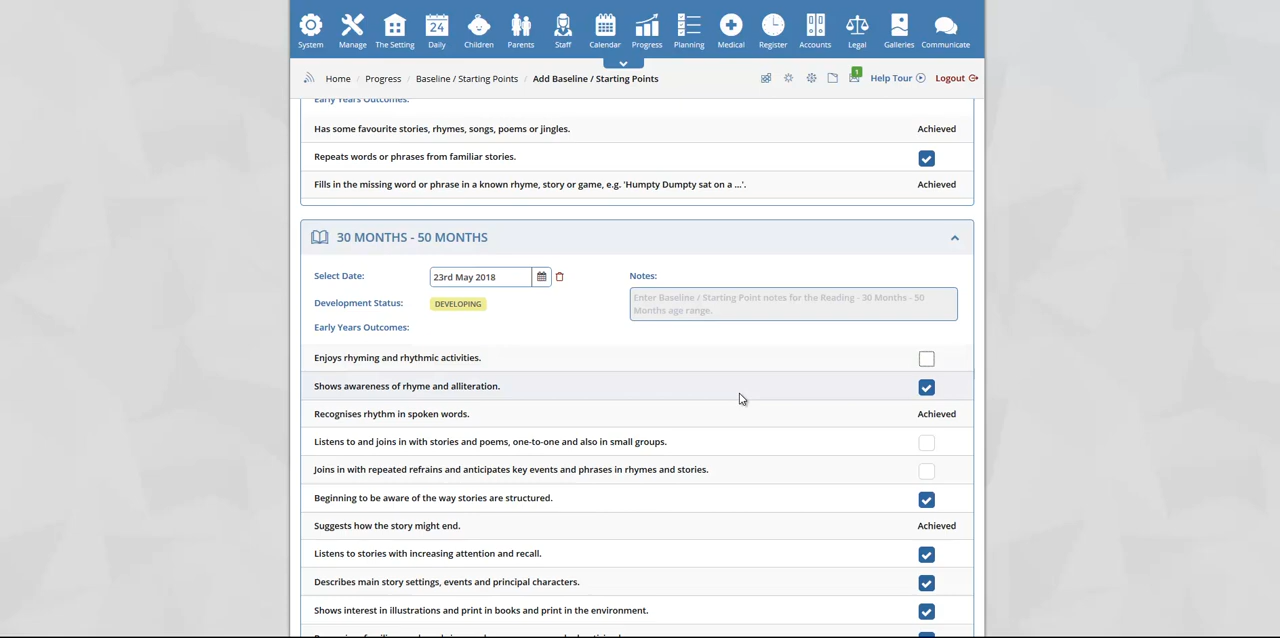 System Manage The Setting 24 Daily Children Parents Staff Calendar Progress Planning Medical Register Accounts Legal Galleries Communicate
Home / Progress / Baseline / Starting Points / Add Baseline / Starting Points 1 Help Tour Logout
Early Years Outcomes:
Has some favourite stories, rhymes, songs, poems or jingles. Achieved
Repeats words or phrases from familiar stories.
Fills in the missing word or phrase in a known rhyme, story or game, e.g. 'Humpty Dumpty sat on a ...'. Achieved
30 MONTHS - 50 MONTHS
Select Date: 23rd May 2018 Notes:
Enter Baseline / Starting Point notes for the Reading - 30 Months - 50
Months age range.
Development Status: DEVELOPING
Early Years Outcomes:
Enjoys rhyming and rhythmic activities.
Shows awareness of rhyme and alliteration.
Recognises rhythm in spoken words. Achieved
Listens to and joins in with stories and poems, one-to-one and also in small groups.
Joins in with repeated refrains and anticipates key events and phrases in rhymes and stories.
Beginning to be aware of the way stories are structured.
Suggests how the story might end. Achieved
Listens to stories with increasing attention and recall.
Describes main story settings, events and principal characters.
Shows interest in illustrations and print in books and print in the environment.